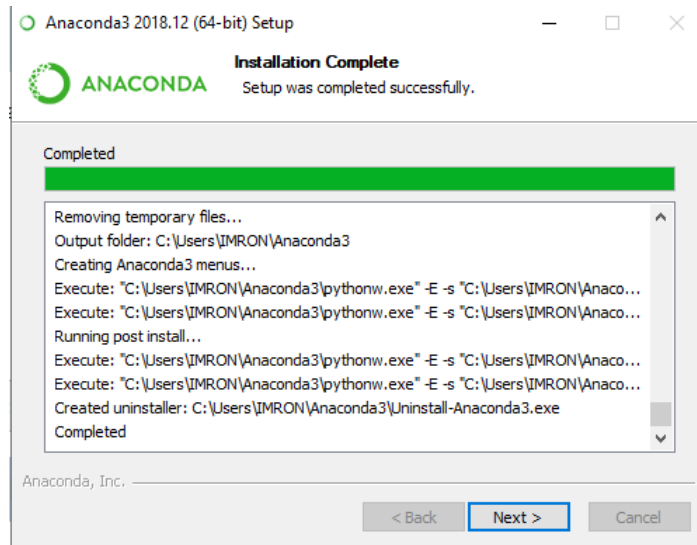 Anaconda3 2018.12 (64-bit) Setup
ANACONDA
Installation Complete
Setup was completed successfully.
Completed
Removing temporary files...
Output folder: C:\Users\IMRON\Anaconda3
Creating Anaconda3 menus...
Execute: "C:\Users\IMRON\Anaconda3\pythonw.exe" -E -s "C:\Users\IMRON\Anaco...
Execute: "C:\Users\IMRON\Anaconda3\pythonw.exe" -E -s "C:\Users\IMRON\Anaco...
Running post install...
Execute: "C:\Users\IMRON\Anaconda3\pythonw.exe" -E -s "C:\Users\IMRON\Anaco...
Execute: "C:\Users\IMRON\Anaconda3\pythonw.exe" -E -s "C:\Users\IMRON\Anaco...
Created uninstaller: C:\Users\IMRON\Anaconda3\Uninstall-Anaconda3.exe
Completed
Anaconda, Inc.
< Back Next > Cancel